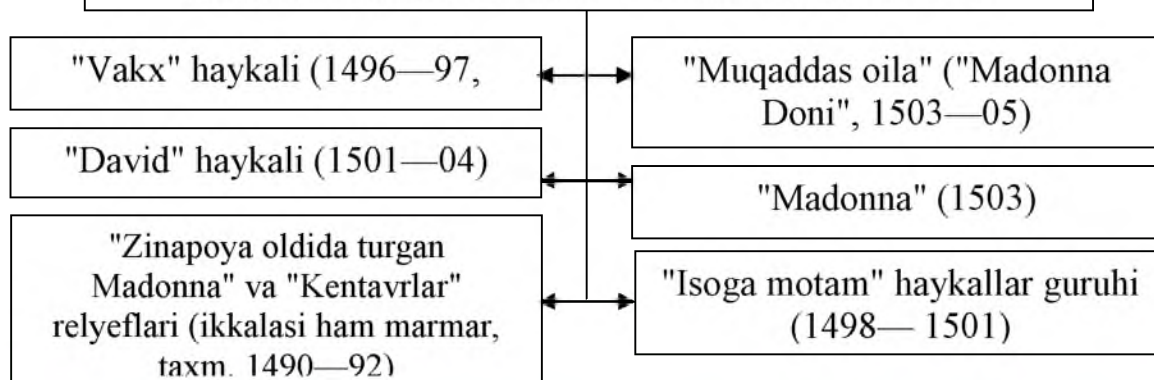 "Vakx" haykali (1496—97,
"David" haykali (1501—04)
"Zinapoya oldida turgan
Madonna" va "Kentavrlar"
relyeflari (ikkalasi ham marmar,
taxm. 1490—92)
"Muqaddas oila" ("Madonna
Doni", 1503—05)
"Madonna" (1503)
"Isoga motam" haykallar guruhi
(1498— 1501)